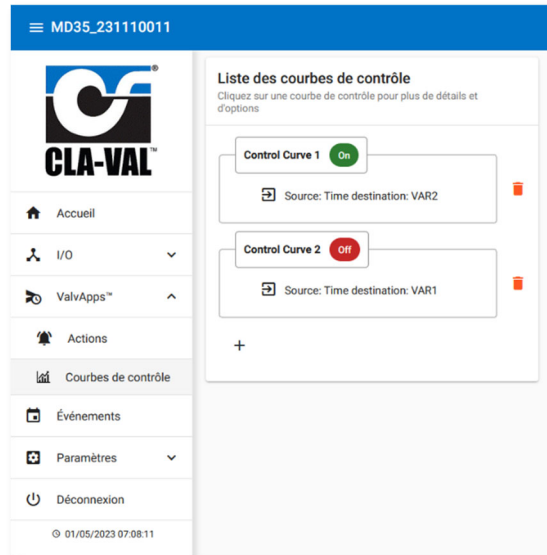 MD35_231110011
CLA-VAL™
Accueil
I/O
ValvApps™
Actions
Courbes de contrôle
Événements
Paramètres
Déconnexion
01/05/2023 07:08:11
Liste des courbes de contrôle
Cliquez sur une courbe de contrôle pour plus de détails et
d'options
Control Curve 1 On
Source: Time destination: VAR2
Control Curve 2 Off
Source: Time destination: VAR1
+